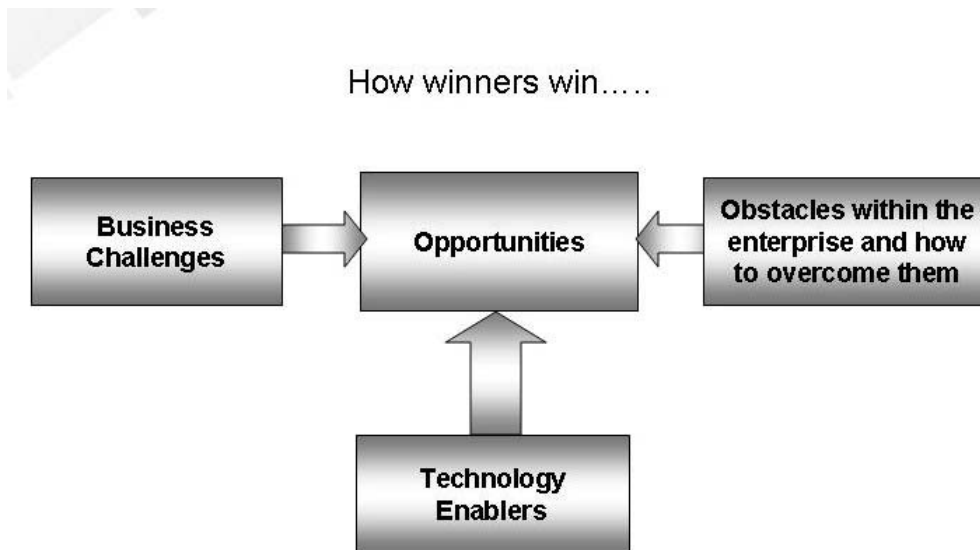 How winners win.....
Business
Challenges
Opportunities
Obstacles within the
enterprise and how
to overcome them
Technology
Enablers